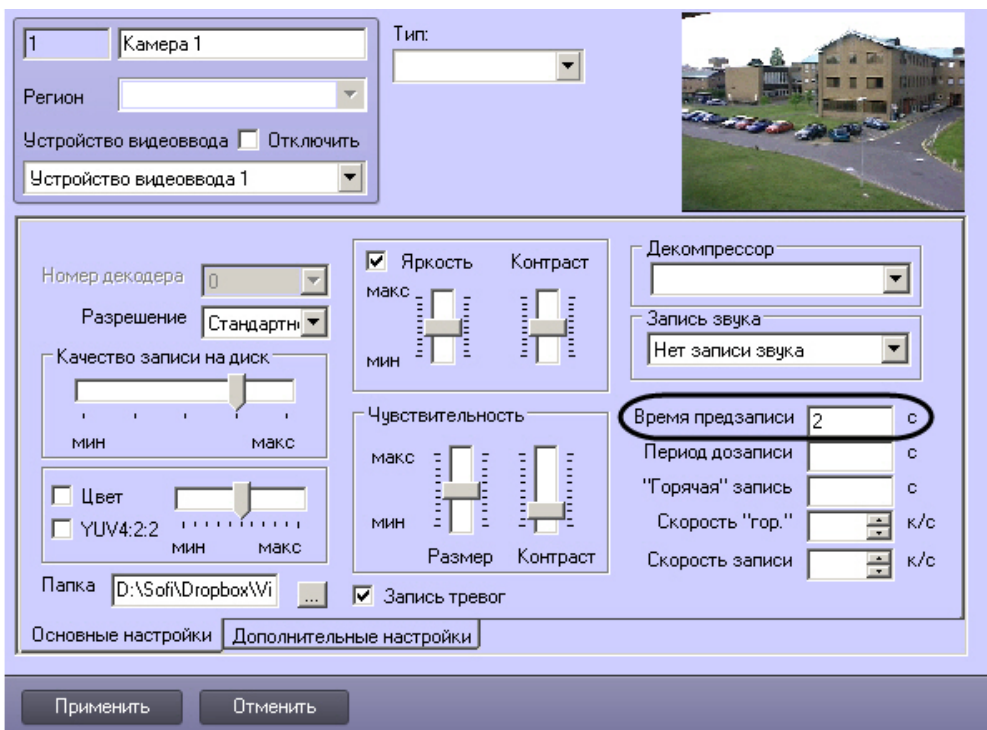 1
Камера 1
Тип:
Регион
Устройство видеоввода
Отключить
Устройство видеоввода 1
Номер декодера
0
Разрешение
Стандартн
Качество записи на диск
мин
макс
Цвет
YUV4:2:2
мин
макс
Папка
D:\Sofi\Dropbox\Vi
...
Яркость
Контраст
макс
мин
Чувствительность
макс
мин
Размер
Контраст
Запись тревог
Декомпрессор
Запись звука
Нет записи звука
Время предзаписи
2
с
Период дозаписи
с
"Горячая" запись
с
Скорость "гор."
к/с
Скорость записи
к/с
Основные настройки
Дополнительные настройки
Применить
Отменить